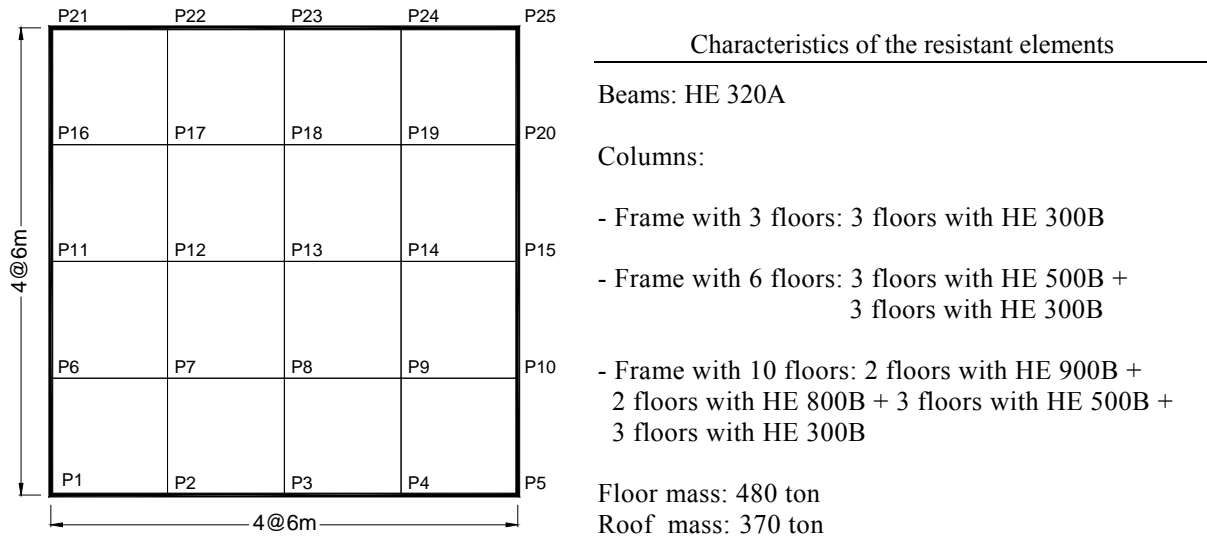 P21 P22 P23 P24 P25
P16 P17 P18 P19 P20
4@6m
P11 P12 P13 P14 P15
P6 P7 P8 P9 P10
P1 P2 P3 P4 P5
4@6m
Characteristics of the resistant elements
Beams: HE 320A
Columns:
- Frame with 3 floors: 3 floors with HE 300B
- Frame with 6 floors: 3 floors with HE 500B +
3 floors with HE 300B
- Frame with 10 floors: 2 floors with HE 900B +
2 floors with HE 800B + 3 floors with HE 500B +
3 floors with HE 300B
Floor mass: 480 ton
Roof mass: 370 ton